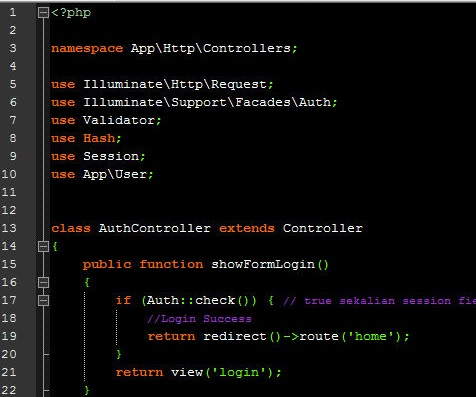 1 <?php
2
3 namespace App\Http\Controllers;
4
5 use Illuminate\Http\Request;
6 use Illuminate\Support\Facades\Auth;
7 use Validator;
8 use Hash;
9 use Session;
10 use App\User;
11
12
13 class AuthController extends Controller
14 {
15 public function showFormLogin()
16 {
17 if (Auth::check()) { // true sekalian session fie
18 //Login Success
19 return redirect()->route('home');
20 }
21 return view('login');
22 }